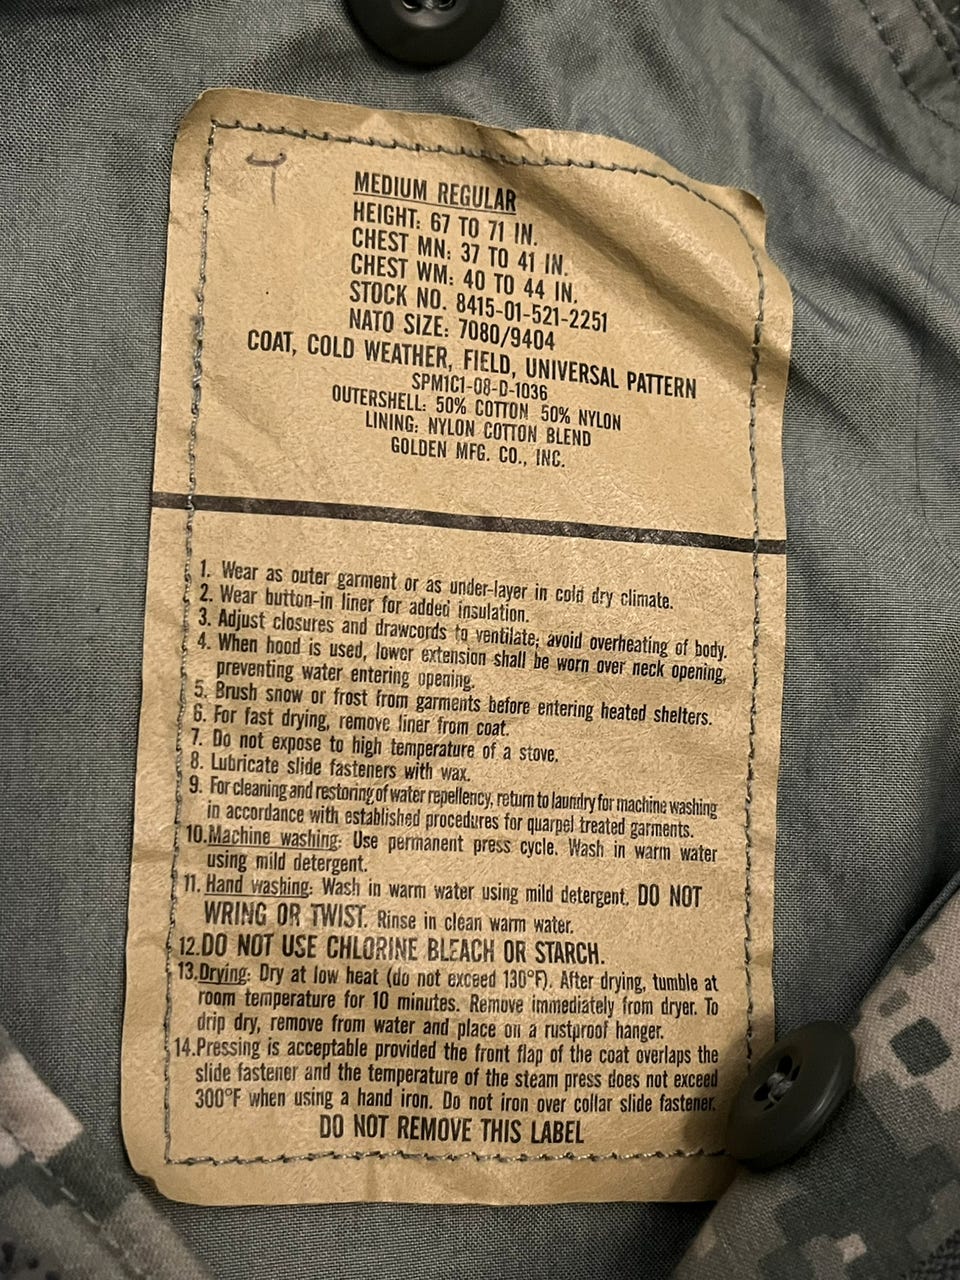 MEDIUM REGULAR
HEIGHT: 67 TO 71 IN.
CHEST MN: 37 TO 41 IN.
CHEST WM: 40 TO 44 IN.
STOCK NO. 8415-01-521-2251
NATO SIZE: 7080/9404
COAT, COLD WEATHER, FIELD, UNIVERSAL PATTERN
SPM1C1-08-D-1036
OUTERSHELL: 50% COTTON 50% NYLON
LINING: NYLON COTTON BLEND
GOLDEN MFG. CO., INC.
1. Wear as outer garment or as under-layer in cold dry climate.
2. Wear button-in liner for added insulation.
3. Adjust closures and drawcords to ventilate; avoid overheating of body.
4. When hood is used, lower extension shall be worn over neck opening,
preventing water entering opening.
5. Brush snow or frost from garments before entering heated shelters.
6. For fast drying, remove liner from coat.
7. Do not expose to high temperature of a stove.
8. Lubricate slide fasteners with wax.
9. For cleaning and restoring of water repellency, return to laundry for machine washing
in accordance with established procedures for quarpel treated garments.
10. Machine washing: Use permanent press cycle. Wash in warm water
using mild detergent.
11. Hand washing: Wash in warm water using mild detergent. DO NOT
WRING OR TWIST. Rinse in clean warm water.
12. DO NOT USE CHLORINE BLEACH OR STARCH.
13. Drying: Dry at low heat (do not exceed 130°F). After drying, tumble at
room temperature for 10 minutes. Remove immediately from dryer. To
drip dry, remove from water and place on a rustproof hanger.
14. Pressing is acceptable provided the front flap of the coat overlaps the
slide fastener and the temperature of the steam press does not exceed
300°F when using a hand iron. Do not iron over collar slide fastener.
DO NOT REMOVE THIS LABEL